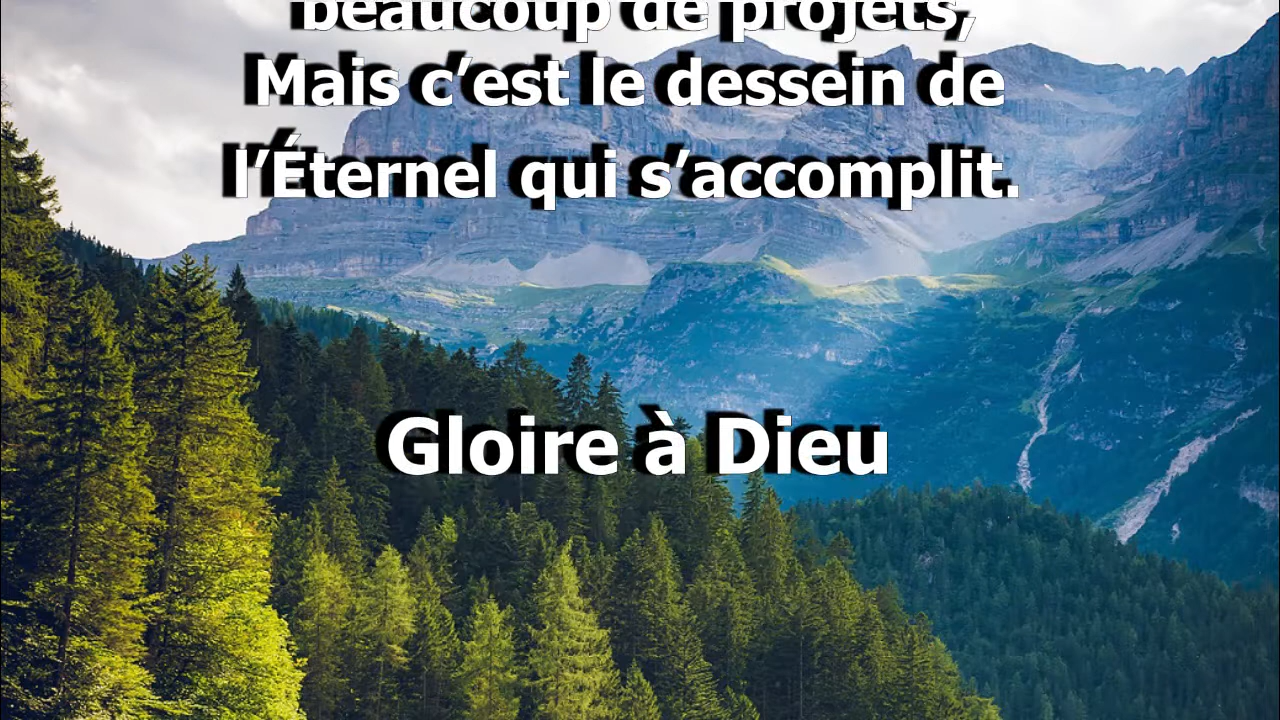 beaucoup de projets,
Mais c’est le dessein de
l’Éternel qui s’accomplit.
Gloire à Dieu